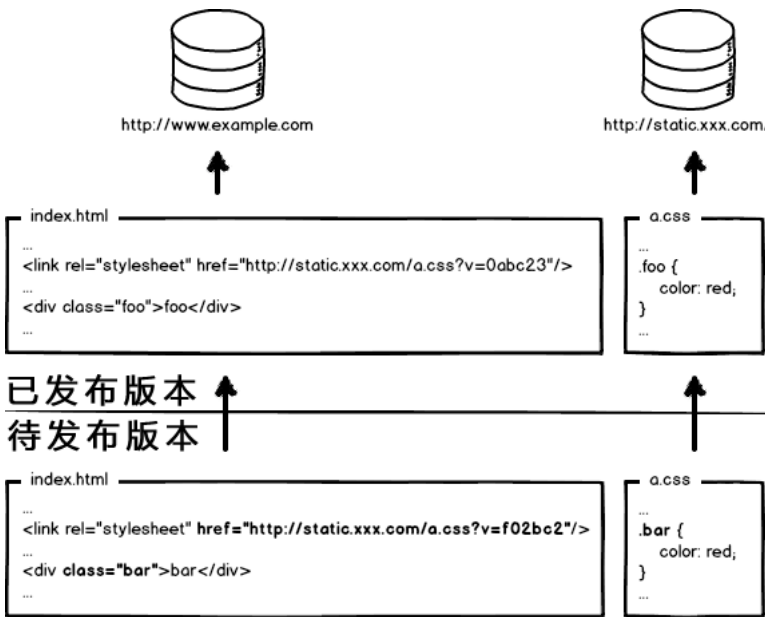 http://www.example.com
http://static.xxx.com/
index.html
...
<link rel="stylesheet" href="http://static.xxx.com/a.css?v=0abc23"/>
...
<div class="foo">foo</div>
...
a.css
...
.foo {
color: red;
}
...
已发布版本
待发布版本
index.html
...
<link rel="stylesheet" href="http://static.xxx.com/a.css?v=f02bc2"/>
...
<div class="bar">bar</div>
...
a.css
...
.bar {
color: red;
}
...